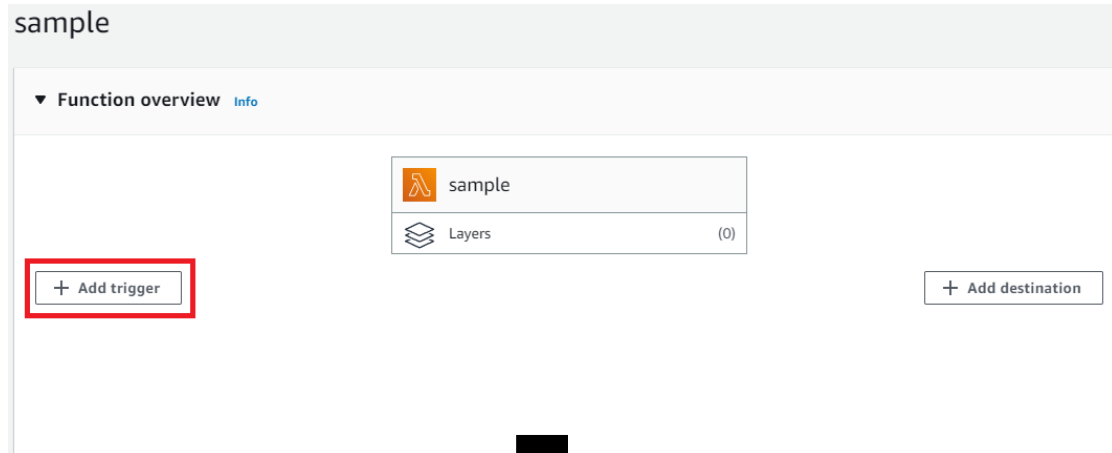 sample
Function overview Info
sample
Layers (0)
+ Add trigger
+ Add destination